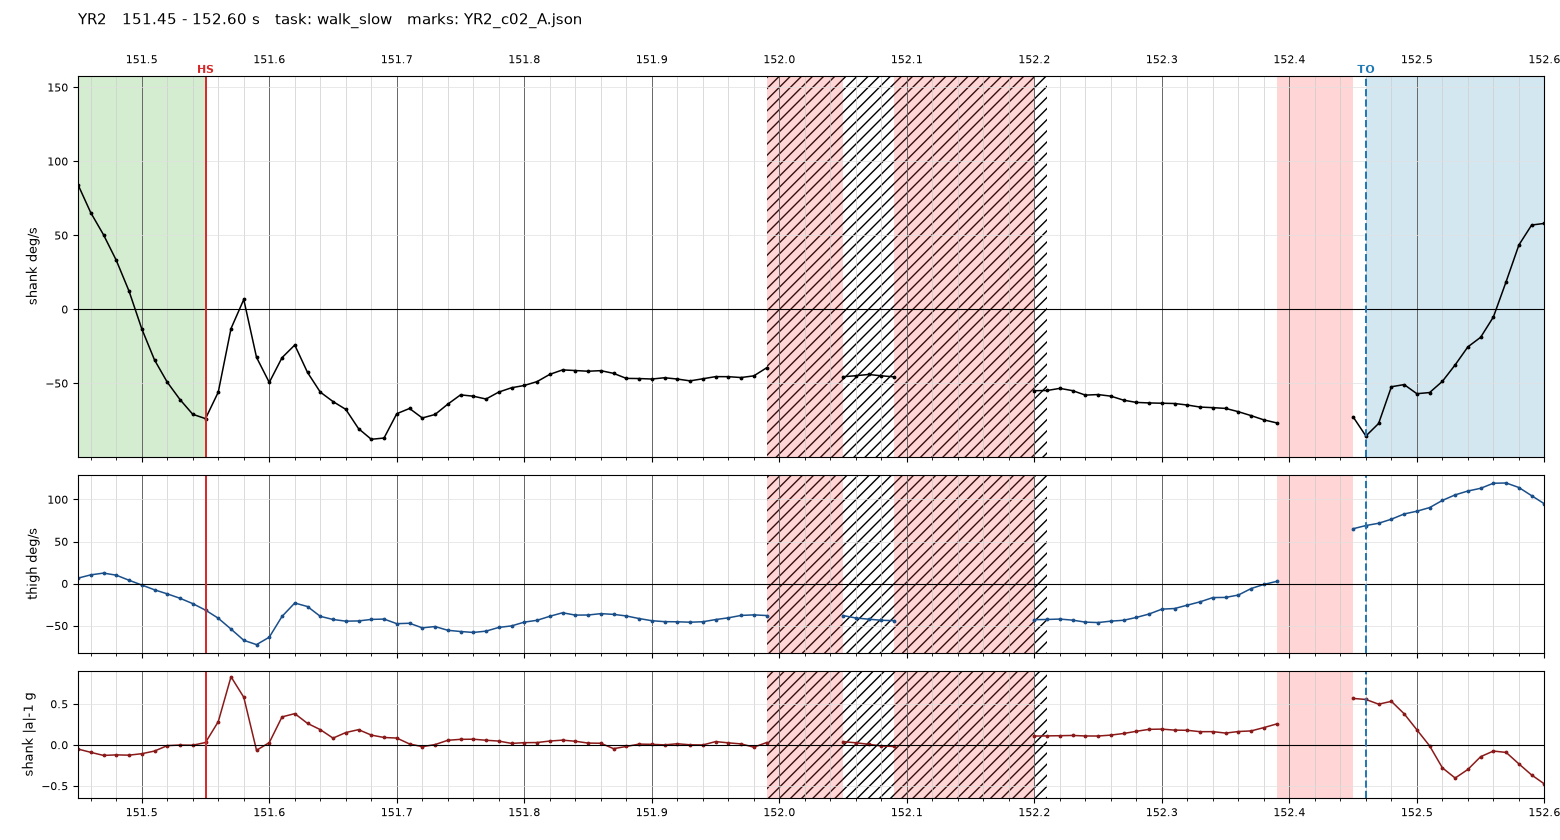 YR2 151.45 - 152.60 s task: walk_slow marks: YR2_c02_A.json
151.5 151.6 151.7 151.8 151.9 152.0 152.1 152.2 152.3 152.4 152.5 152.6
HS TO
150
100
50
0
−50
shank deg/s
100
50
0
−50
thigh deg/s
0.5
0.0
−0.5
shank |a|-1 g
151.5 151.6 151.7 151.8 151.9 152.0 152.1 152.2 152.3 152.4 152.5 152.6